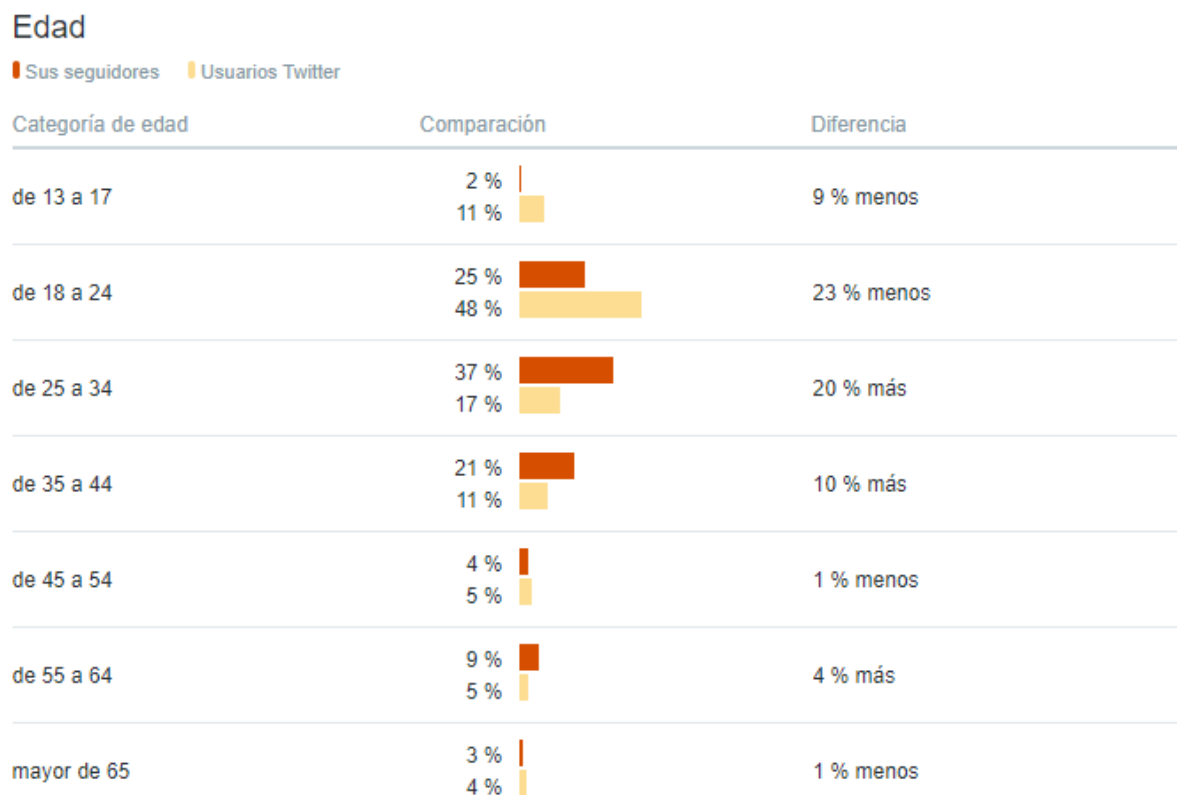 Edad
Sus seguidores Usuarios Twitter
Categoría de edad Comparación Diferencia
de 13 a 17 2 % 11 % 9 % menos
de 18 a 24 25 % 48 % 23 % menos
de 25 a 34 37 % 17 % 20 % más
de 35 a 44 21 % 11 % 10 % más
de 45 a 54 4 % 5 % 1 % menos
de 55 a 64 9 % 5 % 4 % más
mayor de 65 3 % 4 % 1 % menos